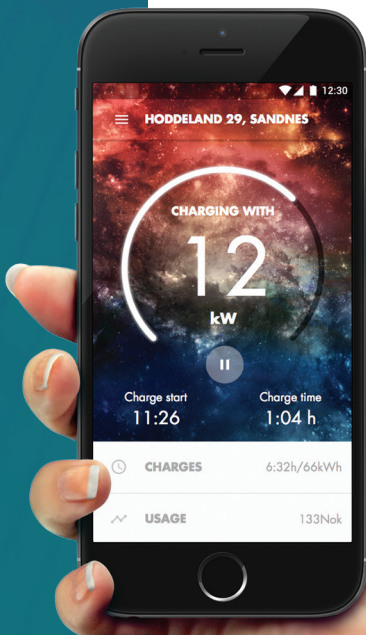 12:30
HODDELAND 29, SANDNES
CHARGING WITH
12
kW
Charge start Charge time
11:26 1:04 h
CHARGES 6:32h/66kWh
USAGE 133Nok